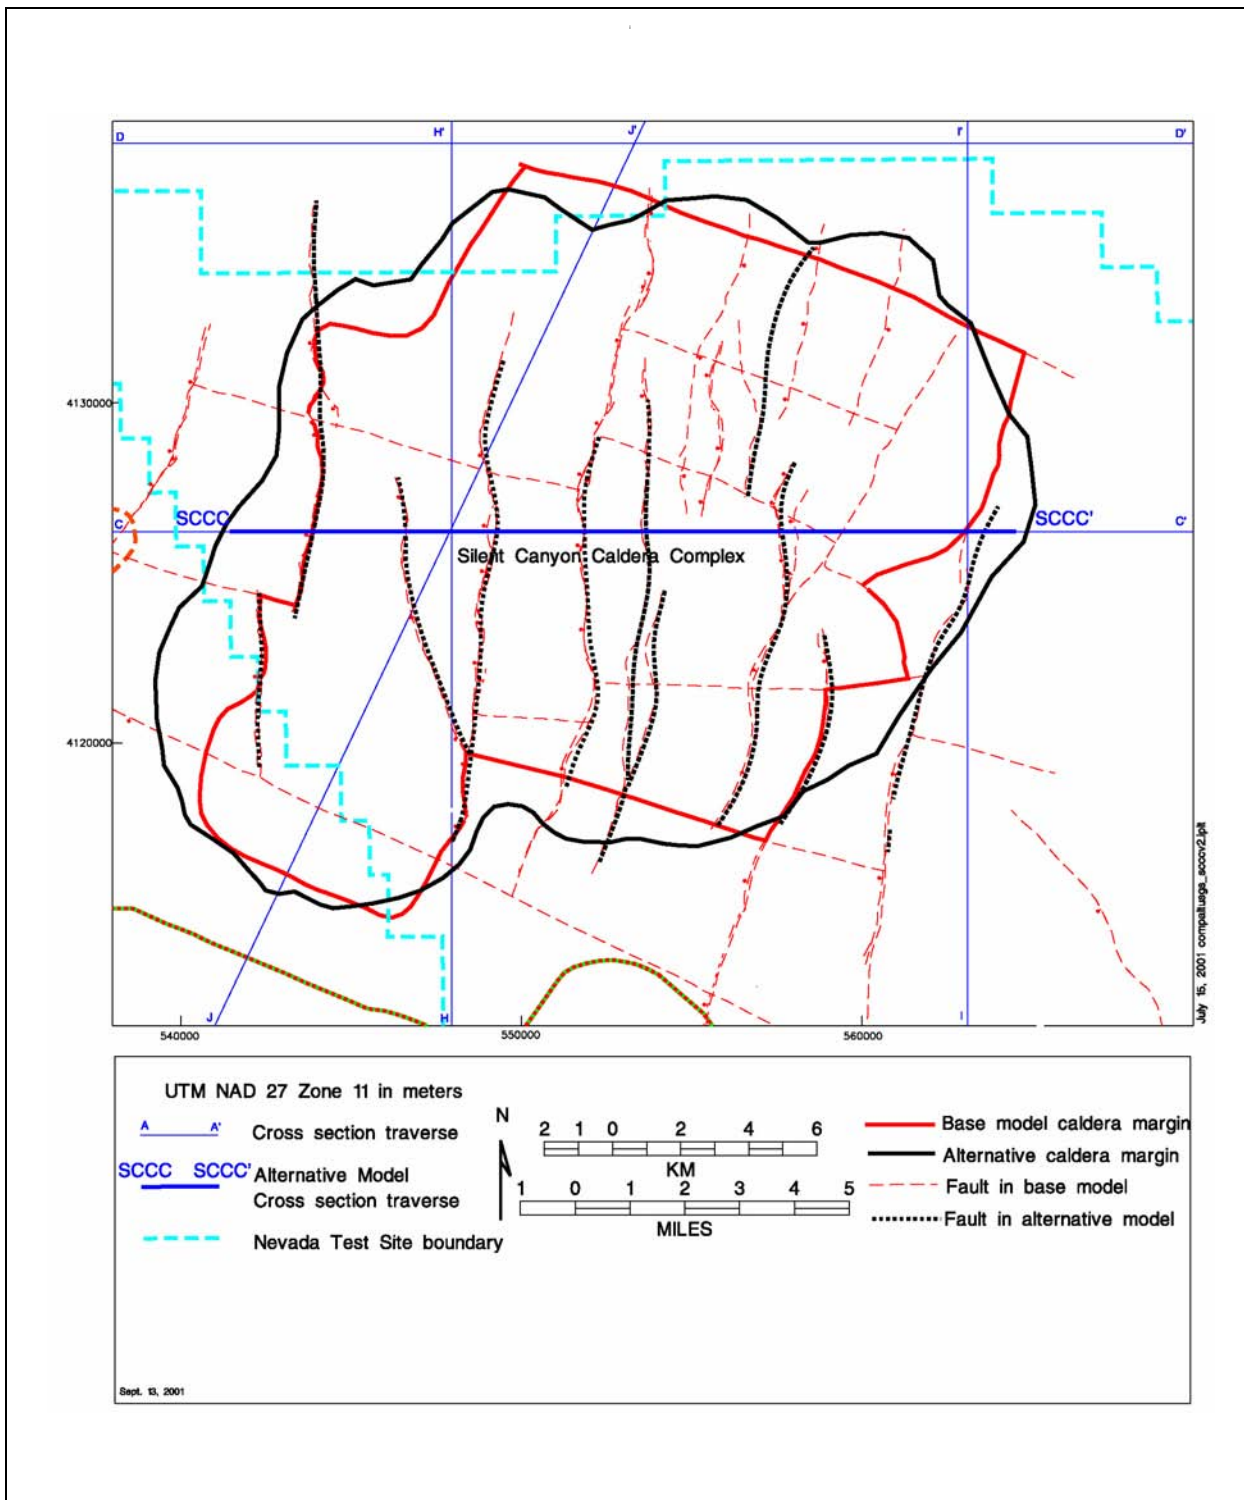 D H' J' I' D'
4130000
C SCCC SCCC' C'
Silent Canyon Caldera Complex
4120000
J H I
540000 550000 560000
July 15, 2001 compaltusga_scccv2.iplt
UTM NAD 27 Zone 11 in meters
A A' Cross section traverse
SCCC SCCC' Alternative Model
Cross section traverse
Nevada Test Site boundary
N
2 1 0 2 4 6
KM
1 0 1 2 3 4 5
MILES
Base model caldera margin
Alternative caldera margin
Fault in base model
Fault in alternative model
Sept. 13, 2001